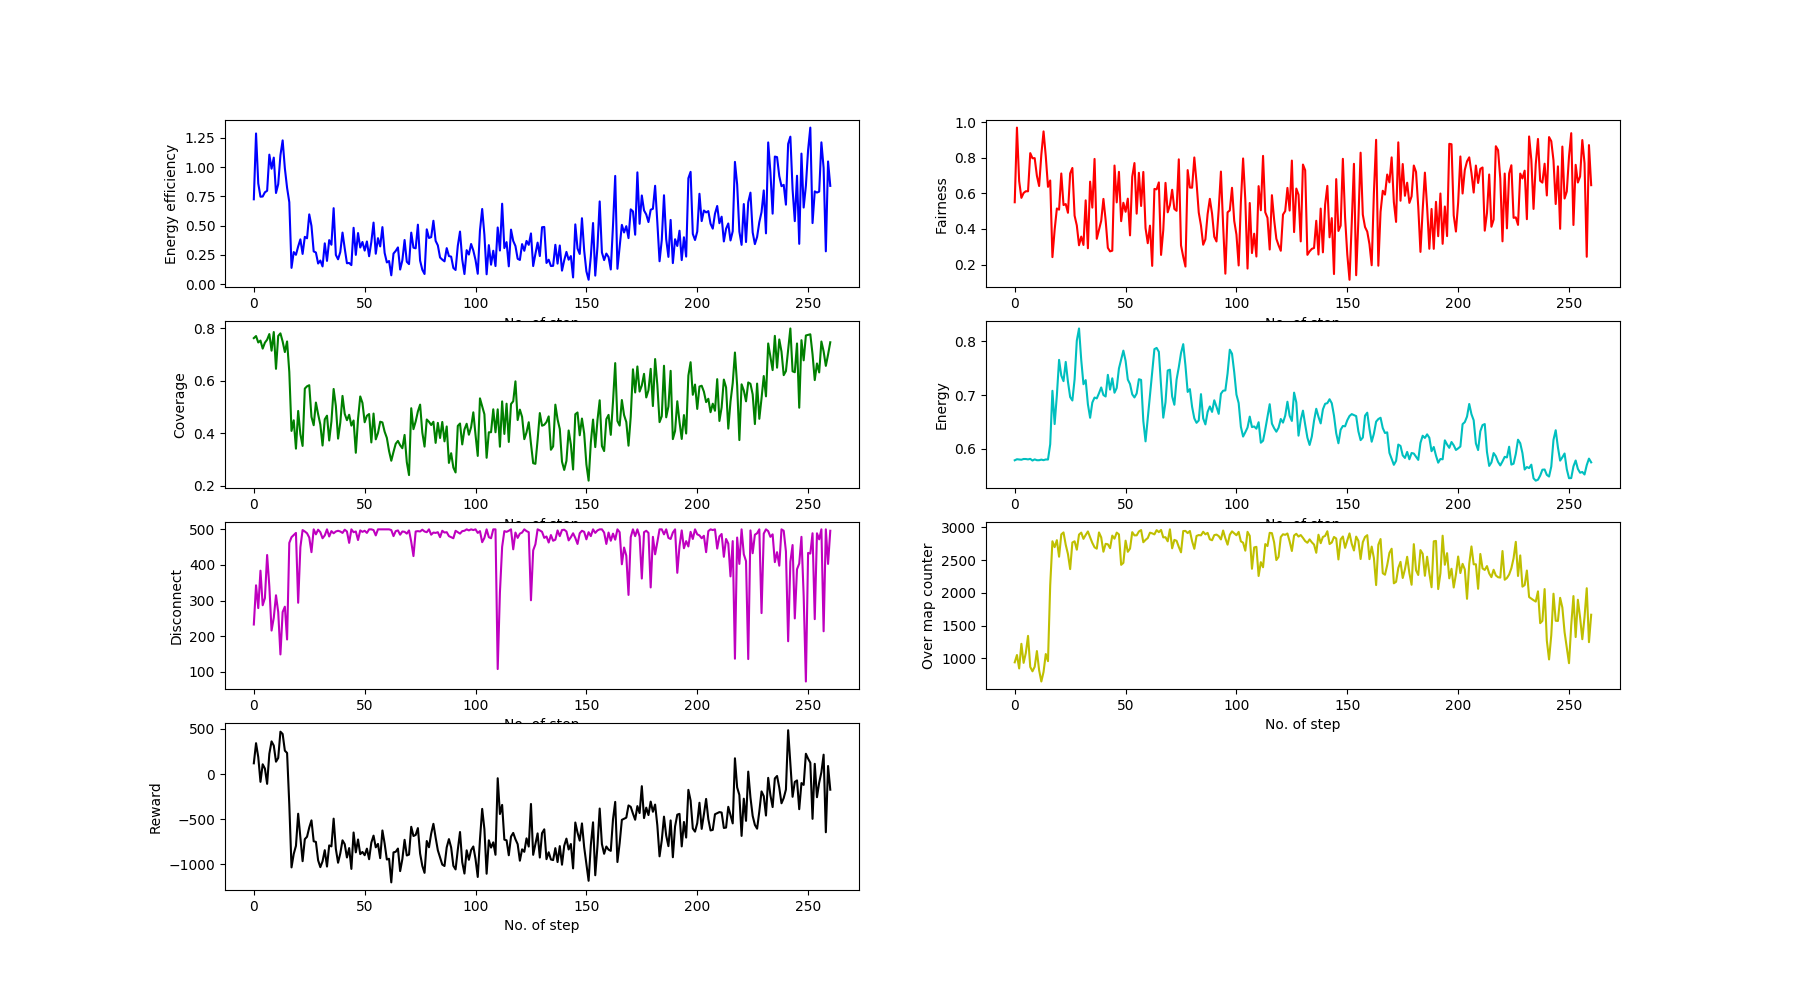 Energy efficiency
1.25
1.00
0.75
0.50
0.25
0.00
0 50 100 150 200 250
Fairness
1.0
0.8
0.6
0.4
0.2
0 50 100 150 200 250
Coverage
0.8
0.6
0.4
0.2
0 50 100 150 200 250
Energy
0.8
0.7
0.6
0 50 100 150 200 250
Disconnect
500
400
300
200
100
0 50 100 150 200 250
Over map counter
3000
2500
2000
1500
1000
0 50 100 150 200 250
No. of step
Reward
500
0
−500
−1000
0 50 100 150 200 250
No. of step